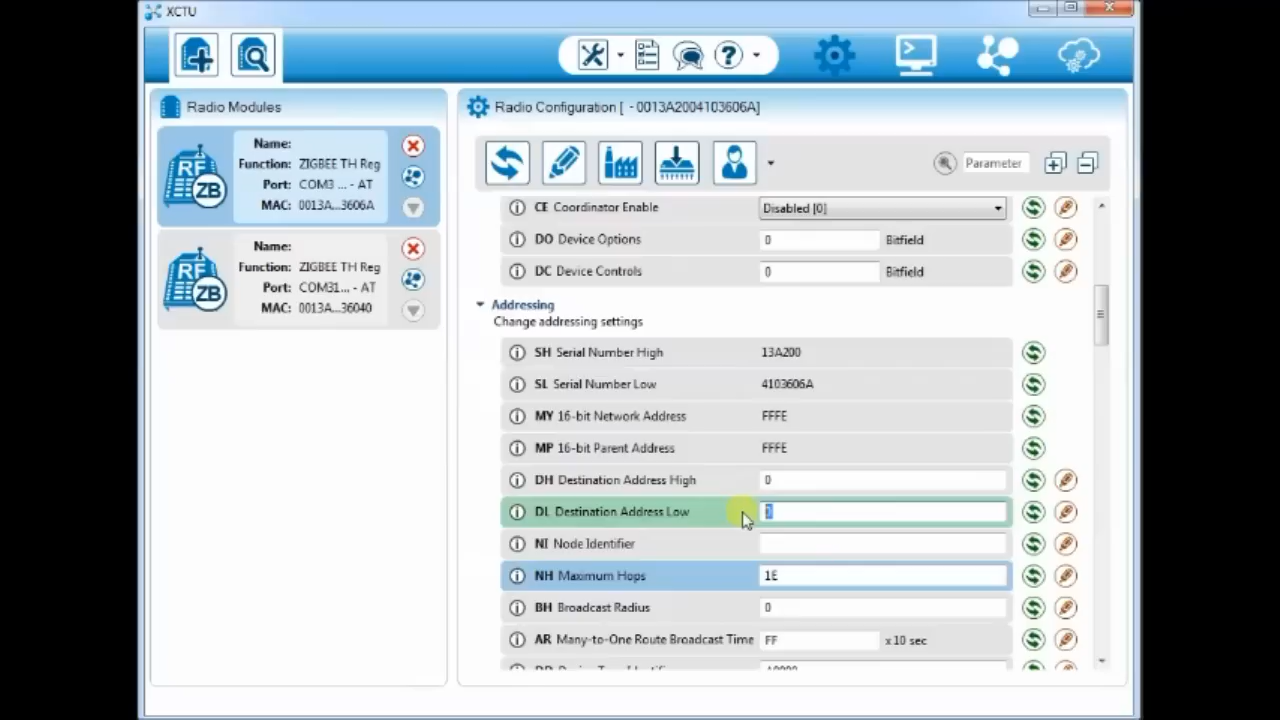 XCTU
Radio Modules
Name:
Function: ZIGBEE TH Reg
Port: COM3 ... - AT
MAC: 0013A...3606A
RF
ZB
Name:
Function: ZIGBEE TH Reg
Port: COM31... - AT
MAC: 0013A...36040
RF
ZB
Radio Configuration [ - 0013A2004103606A]
Parameter
CE Coordinator Enable Disabled [0]
DO Device Options 0 Bitfield
DC Device Controls 0 Bitfield
Addressing
Change addressing settings
SH Serial Number High 13A200
SL Serial Number Low 4103606A
MY 16-bit Network Address FFFE
MP 16-bit Parent Address FFFE
DH Destination Address High 0
DL Destination Address Low
NI Node Identifier
NH Maximum Hops 1E
BH Broadcast Radius 0
AR Many-to-One Route Broadcast Time FF x 10 sec